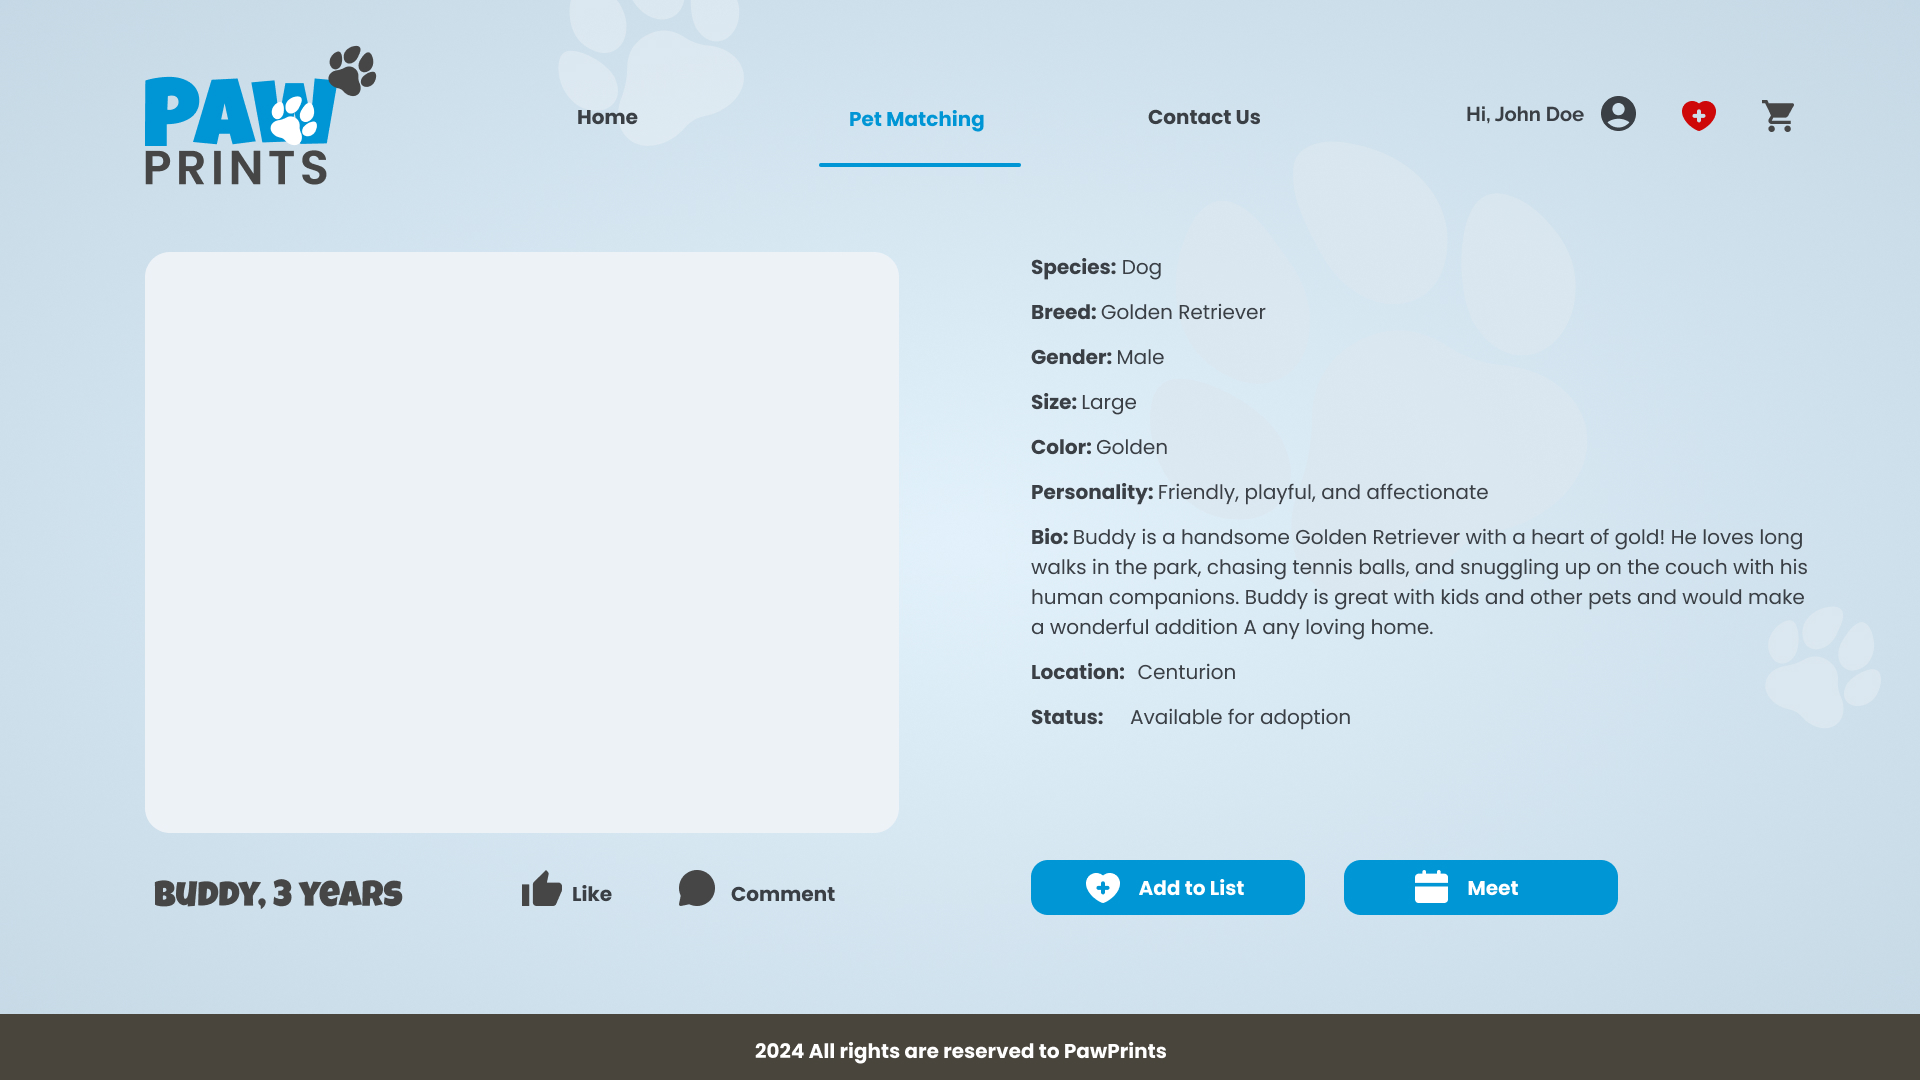 PAW
PRINTS
Home
Pet Matching
Contact Us
Hi, John Doe
Species: Dog
Breed: Golden Retriever
Gender: Male
Size: Large
Color: Golden
Personality: Friendly, playful, and affectionate
Bio: Buddy is a handsome Golden Retriever with a heart of gold! He loves long
walks in the park, chasing tennis balls, and snuggling up on the couch with his
human companions. Buddy is great with kids and other pets and would make
a wonderful addition A any loving home.
Location: Centurion
Status: Available for adoption
Buddy, 3 Years
Like
Comment
Add to List
Meet
2024 All rights are reserved to PawPrints